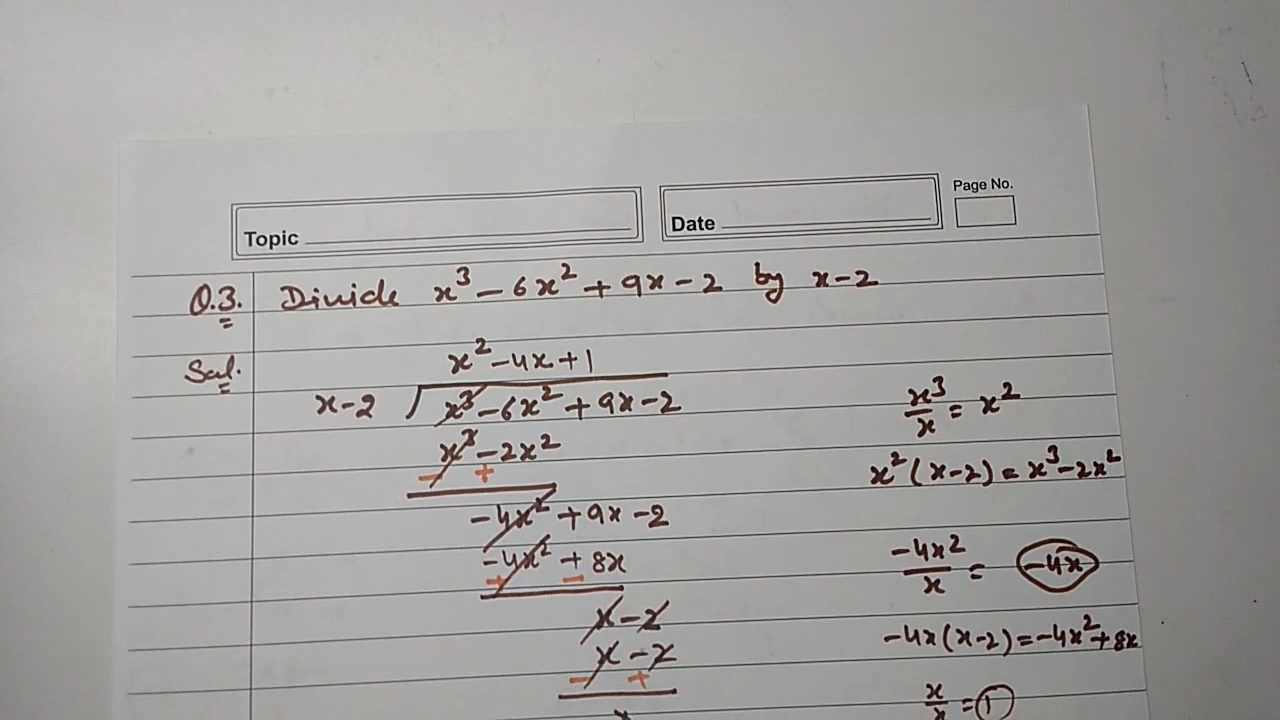 Page No.
Topic
Date
Q.3. Divide x³ - 6x² + 9x - 2 by x - 2
Sol.
x² - 4x + 1
x - 2 ) x³ - 6x² + 9x - 2
x³ - 2x²
- +
-4x² + 9x - 2
-4x² + 8x
+ -
x - 2
x - 2
- +
x³/x = x²
x²(x - 2) = x³ - 2x²
-4x²/x = -4x
-4x(x - 2) = -4x² + 8x
x/x = 1